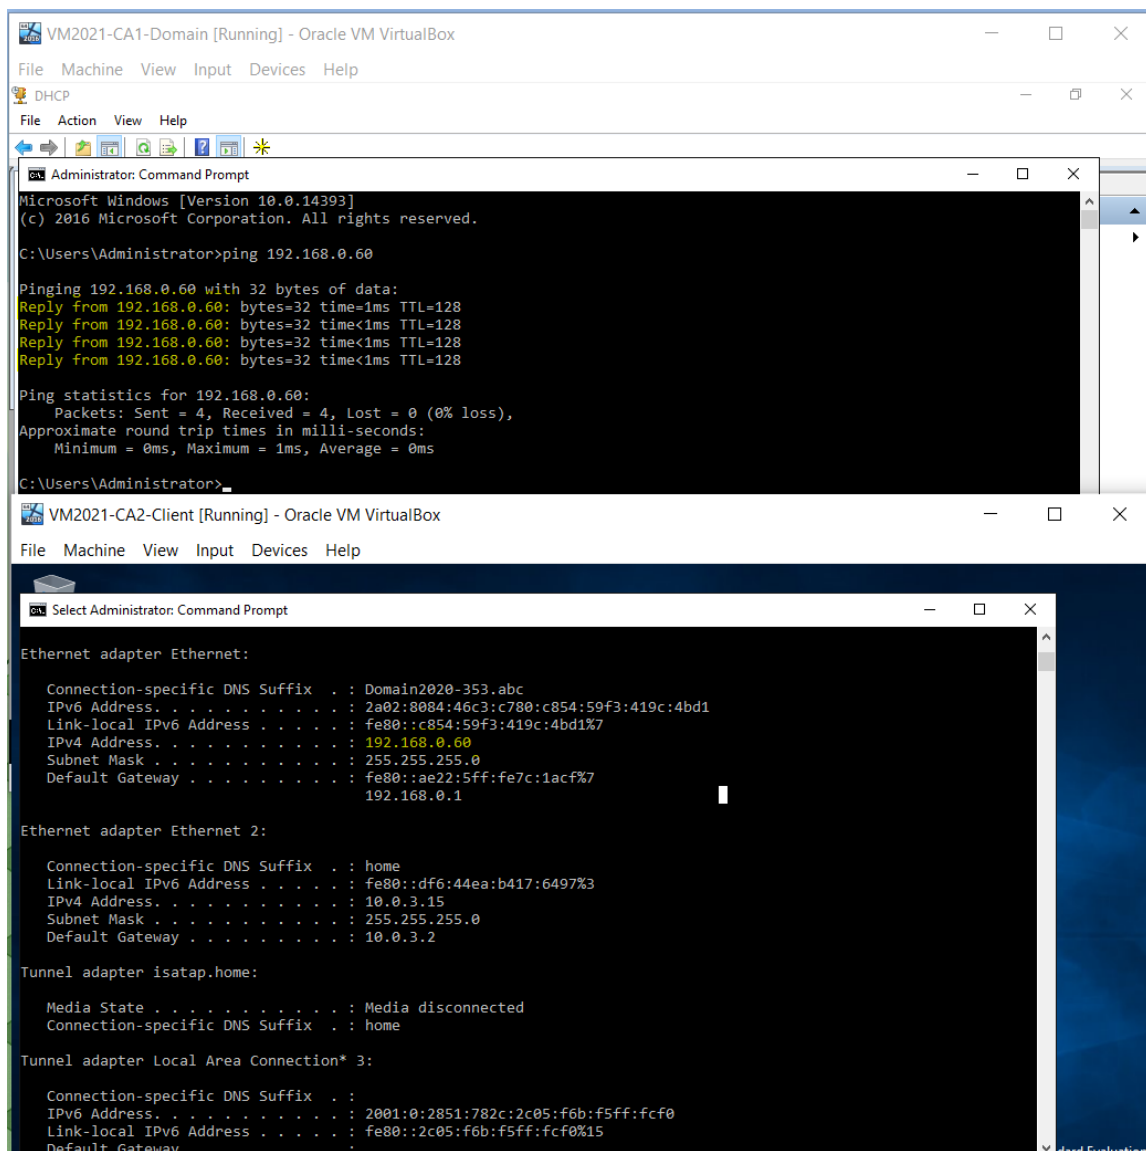 VM2021-CA1-Domain [Running] - Oracle VM VirtualBox
File Machine View Input Devices Help
DHCP
File Action View Help
Administrator: Command Prompt
Microsoft Windows [Version 10.0.14393]
(c) 2016 Microsoft Corporation. All rights reserved.
C:\Users\Administrator>ping 192.168.0.60
Pinging 192.168.0.60 with 32 bytes of data:
Reply from 192.168.0.60: bytes=32 time=1ms TTL=128
Reply from 192.168.0.60: bytes=32 time<1ms TTL=128
Reply from 192.168.0.60: bytes=32 time<1ms TTL=128
Reply from 192.168.0.60: bytes=32 time<1ms TTL=128
Ping statistics for 192.168.0.60:
Packets: Sent = 4, Received = 4, Lost = 0 (0% loss),
Approximate round trip times in milli-seconds:
Minimum = 0ms, Maximum = 1ms, Average = 0ms
C:\Users\Administrator>_
VM2021-CA2-Client [Running] - Oracle VM VirtualBox
File Machine View Input Devices Help
Select Administrator: Command Prompt
Ethernet adapter Ethernet:
Connection-specific DNS Suffix . : Domain2020-353.abc
IPv6 Address. . . . . . . . . . . : 2a02:8084:46c3:c780:c854:59f3:419c:4bd1
Link-local IPv6 Address . . . . . : fe80::c854:59f3:419c:4bd1%7
IPv4 Address. . . . . . . . . . . : 192.168.0.60
Subnet Mask . . . . . . . . . . . : 255.255.255.0
Default Gateway . . . . . . . . . : fe80::ae22:5ff:fe7c:1acf%7
192.168.0.1
Ethernet adapter Ethernet 2:
Connection-specific DNS Suffix . : home
Link-local IPv6 Address . . . . . : fe80::df6:44ea:b417:6497%3
IPv4 Address. . . . . . . . . . . : 10.0.3.15
Subnet Mask . . . . . . . . . . . : 255.255.255.0
Default Gateway . . . . . . . . . : 10.0.3.2
Tunnel adapter isatap.home:
Media State . . . . . . . . . . . : Media disconnected
Connection-specific DNS Suffix . : home
Tunnel adapter Local Area Connection* 3:
Connection-specific DNS Suffix . :
IPv6 Address. . . . . . . . . . . : 2001:0:2851:782c:2c05:f6b:f5ff:fcf0
Link-local IPv6 Address . . . . . : fe80::2c05:f6b:f5ff:fcf0%15
Default Gateway . . . . . . . . . :